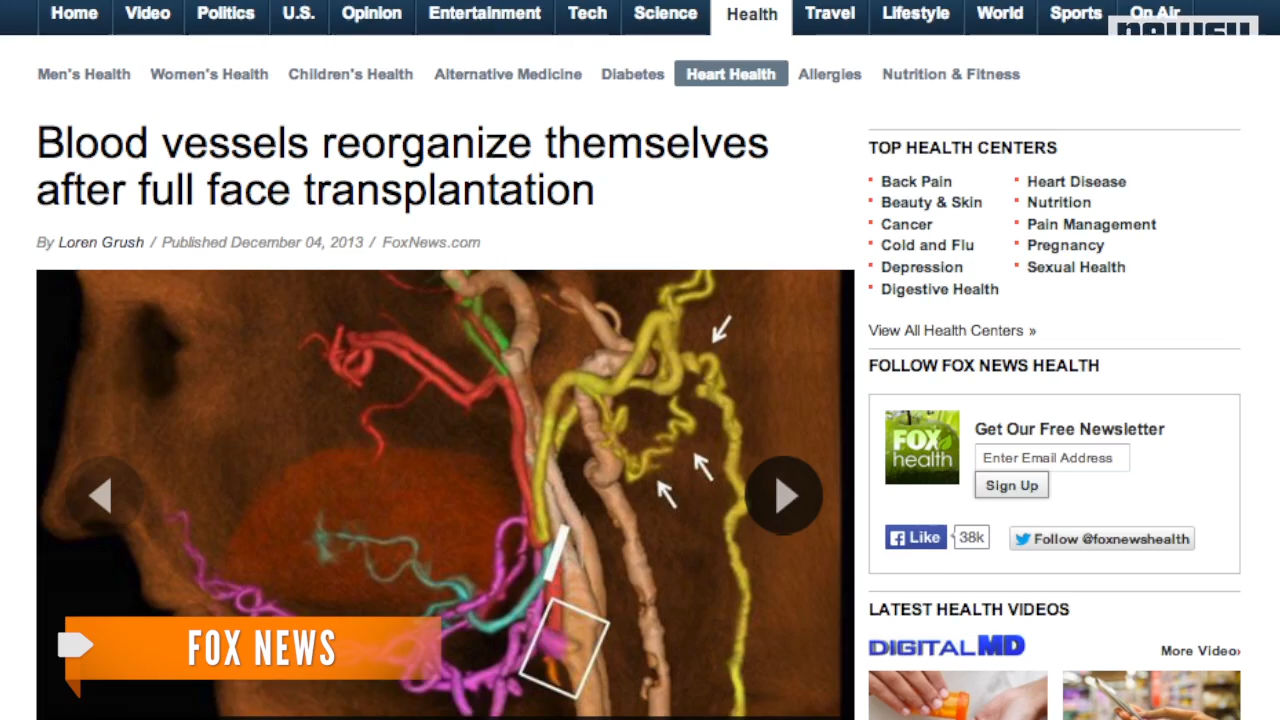 Home Video Politics U.S. Opinion Entertainment Tech Science Health Travel Lifestyle World Sports On Air
newsy
Men's Health Women's Health Children's Health Alternative Medicine Diabetes Heart Health Allergies Nutrition & Fitness
Blood vessels reorganize themselves
after full face transplantation
By Loren Grush / Published December 04, 2013 / FoxNews.com
FOX NEWS
TOP HEALTH CENTERS
Back Pain
Beauty & Skin
Cancer
Cold and Flu
Depression
Digestive Health
Heart Disease
Nutrition
Pain Management
Pregnancy
Sexual Health
View All Health Centers »
FOLLOW FOX NEWS HEALTH
FOX
health
Get Our Free Newsletter
Enter Email Address
Sign Up
Like 38k
Follow @foxnewshealth
LATEST HEALTH VIDEOS
DIGITALMD
More Video›